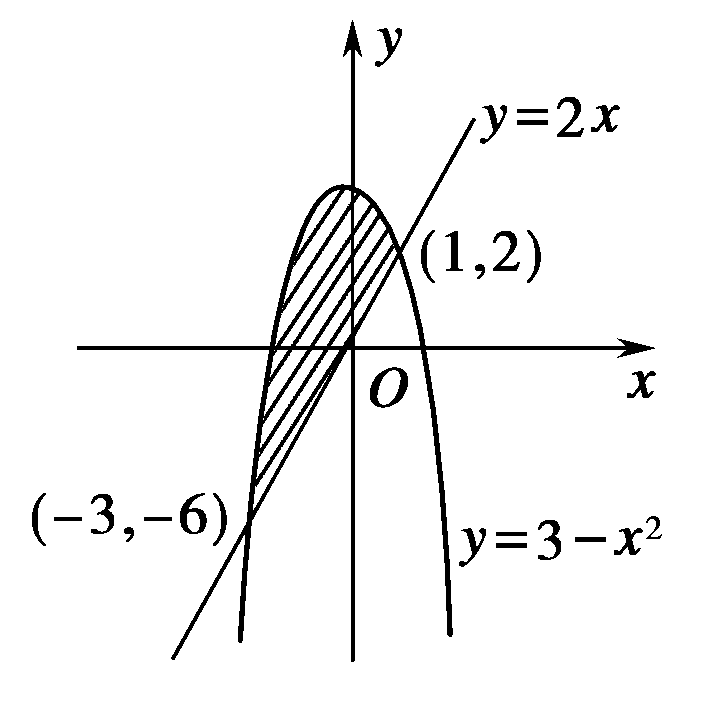 y
y=2x
(1,2)
O
x
(−3,−6)
y=3−x²